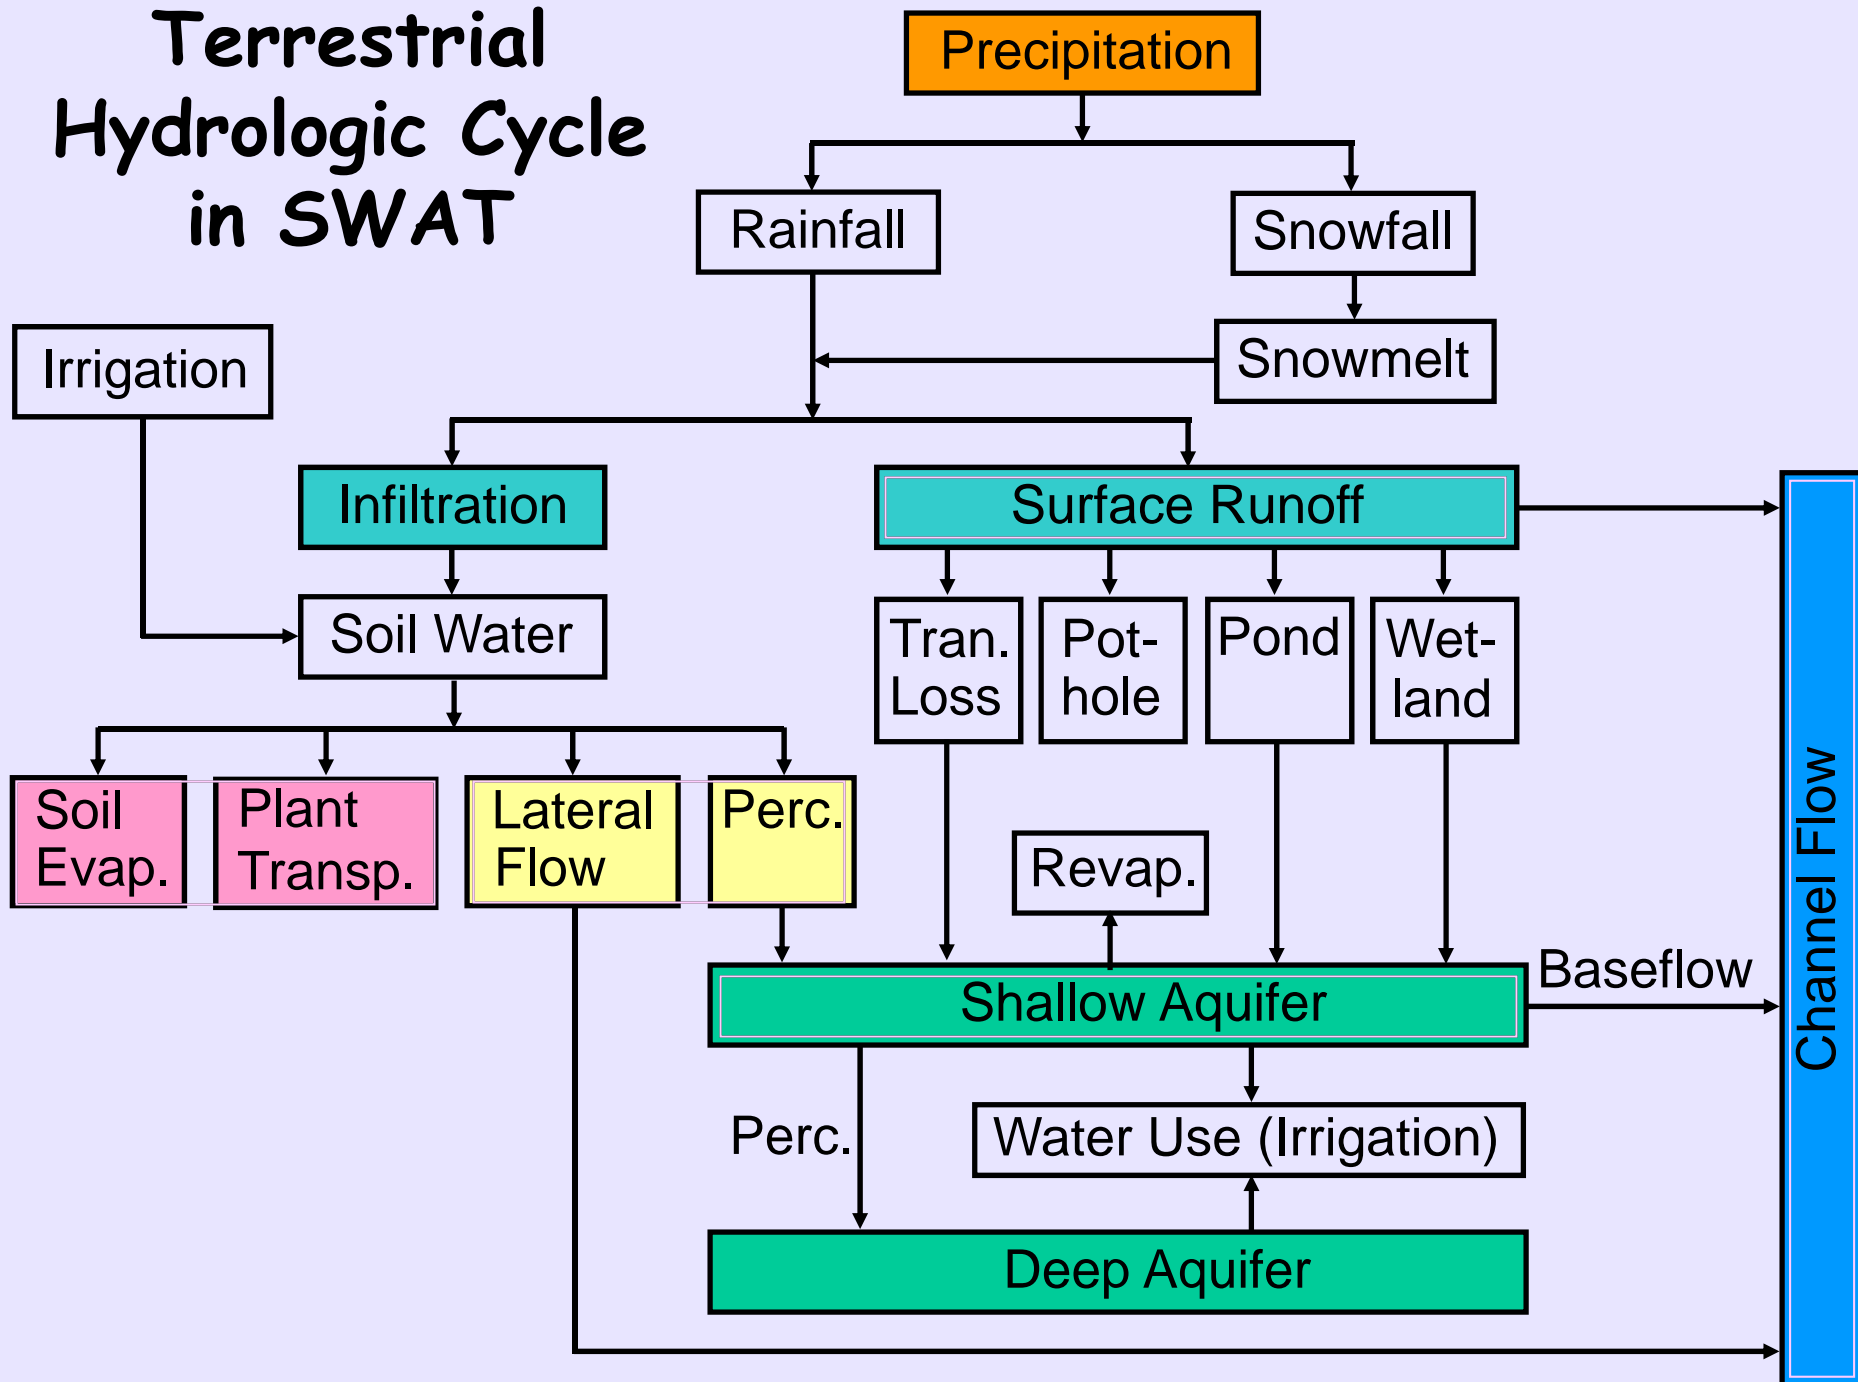 Terrestrial
Hydrologic Cycle
in SWAT
Precipitation
Rainfall
Snowfall
Irrigation
Snowmelt
Infiltration
Surface Runoff
Soil Water
Tran.
Loss
Pot-
hole
Pond
Wet-
land
Soil
Evap.
Plant
Transp.
Lateral
Flow
Perc.
Revap.
Shallow Aquifer
Baseflow
Channel Flow
Perc.
Water Use (Irrigation)
Deep Aquifer